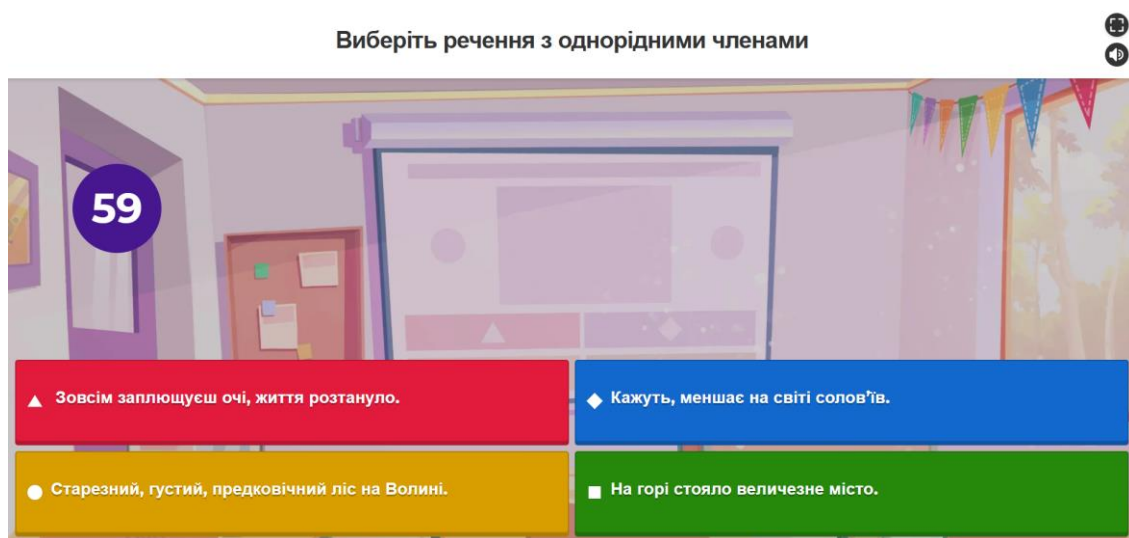 Виберіть речення з однорідними членами
59
Зовсім заплющуєш очі, життя розтануло.
Кажуть, меншає на світі солов'їв.
Старезний, густий, предковічний ліс на Волині.
На горі стояло величезне місто.